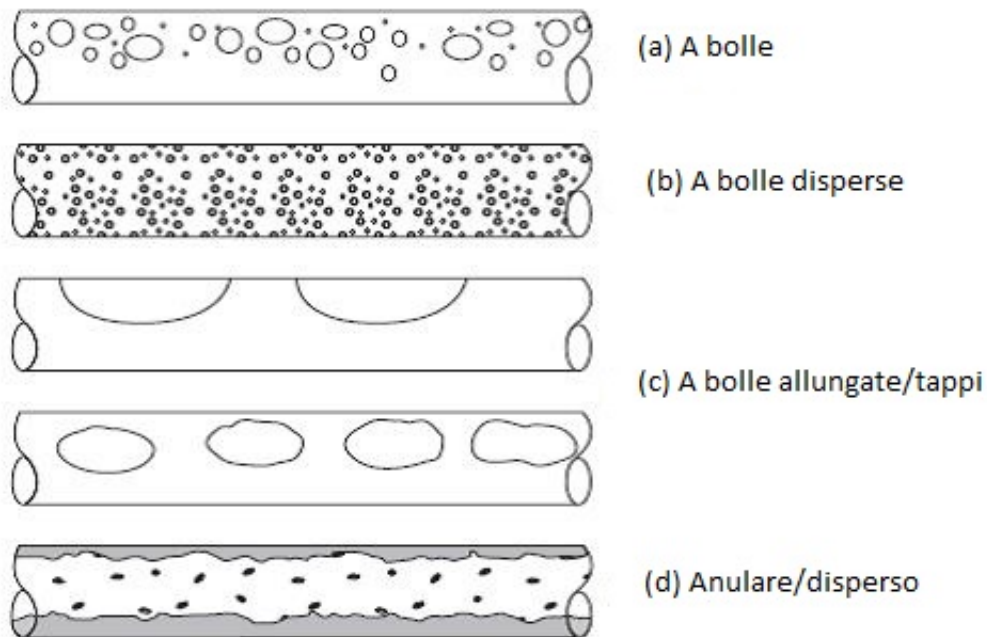 (a) A bolle
(b) A bolle disperse
(c) A bolle allungate/tappi
(d) Anulare/disperso